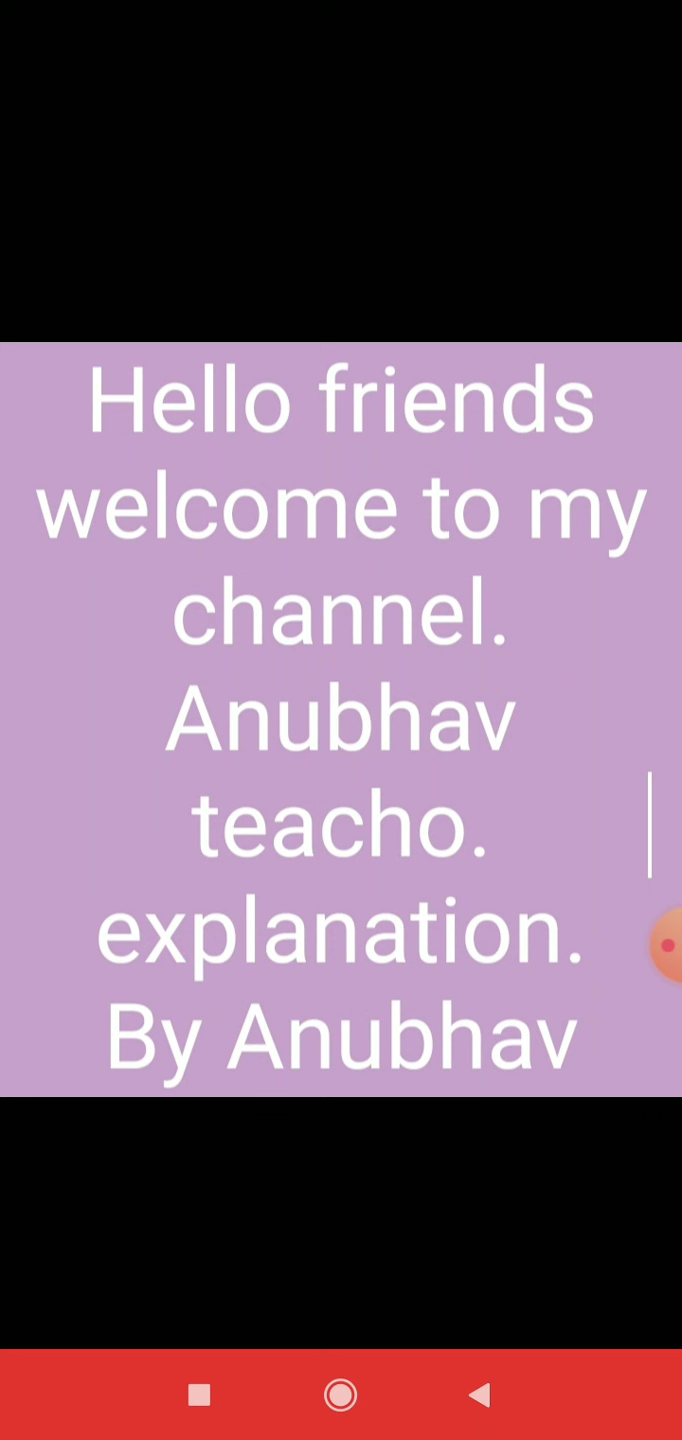 Hello friends
welcome to my
channel.
Anubhav
teacho.
explanation.
By Anubhav